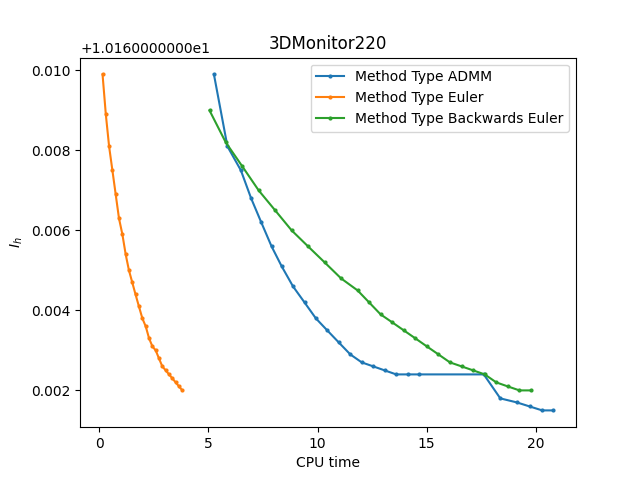 3DMonitor220
+1.0160000000e1
0.010
0.008
0.006
0.004
0.002
I_h
0
5
10
15
20
CPU time
Method Type ADMM
Method Type Euler
Method Type Backwards Euler